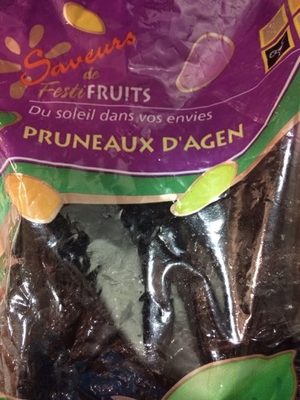 Saveurs
de
FestiFRUITS
Du soleil dans vos envies
PRUNEAUX D'AGEN